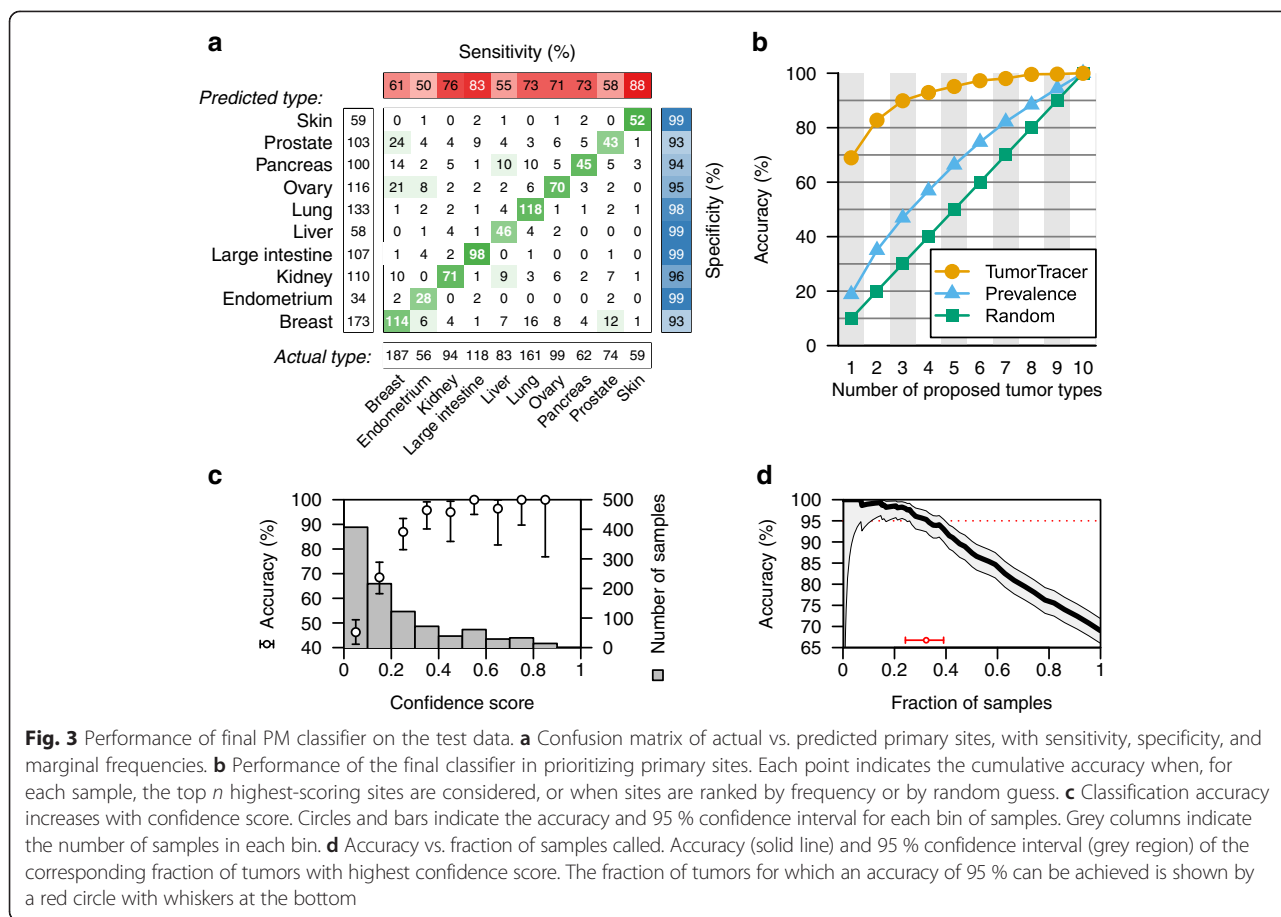 a
Sensitivity (%)
61 50 76 83 55 73 71 73 58 88
Predicted type:
Skin 59 0 1 0 2 1 0 1 2 0 52 99
Prostate 103 24 4 4 9 4 3 6 5 43 1 93
Pancreas 100 14 2 5 1 10 10 5 45 5 3 94
Ovary 116 21 8 2 2 2 6 70 3 2 0 95
Lung 133 1 2 2 1 4 118 1 1 2 1 98
Liver 58 0 1 4 1 46 4 2 0 0 0 99
Large intestine 107 1 4 2 98 0 1 0 0 1 0 99
Kidney 110 10 0 71 1 9 3 6 2 7 1 96
Endometrium 34 2 28 0 2 0 0 0 0 2 0 99
Breast 173 114 6 4 1 7 16 8 4 12 1 93
Specificity (%)
Actual type: 187 56 94 118 83 161 99 62 74 59
Breast
Endometrium
Kidney
Large intestine
Liver
Lung
Ovary
Pancreas
Prostate
Skin
b
Accuracy (%)
100
80
60
40
20
0
TumorTracer
Prevalence
Random
1 2 3 4 5 6 7 8 9 10
Number of proposed tumor types
c
Accuracy (%)
100
90
80
70
60
50
40
500
400
300
200
100
0
Number of samples
0 0.2 0.4 0.6 0.8 1
Confidence score
d
Accuracy (%)
100
95
90
85
80
75
70
65
0 0.2 0.4 0.6 0.8 1
Fraction of samples
Fig. 3 Performance of final PM classifier on the test data. a Confusion matrix of actual vs. predicted primary sites, with sensitivity, specificity, and
marginal frequencies. b Performance of the final classifier in prioritizing primary sites. Each point indicates the cumulative accuracy when, for
each sample, the top n highest-scoring sites are considered, or when sites are ranked by frequency or by random guess. c Classification accuracy
increases with confidence score. Circles and bars indicate the accuracy and 95 % confidence interval for each bin of samples. Grey columns indicate
the number of samples in each bin. d Accuracy vs. fraction of samples called. Accuracy (solid line) and 95 % confidence interval (grey region) of the
corresponding fraction of tumors with highest confidence score. The fraction of tumors for which an accuracy of 95 % can be achieved is shown by
a red circle with whiskers at the bottom